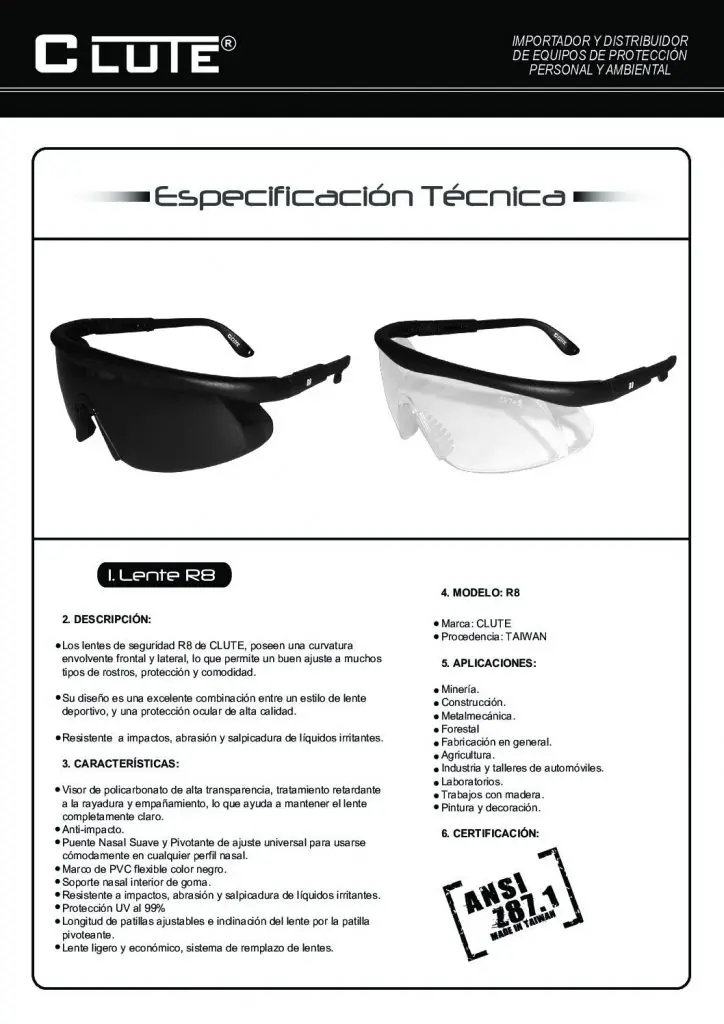 CLUTE®
IMPORTADOR Y DISTRIBUIDOR
DE EQUIPOS DE PROTECCIÓN
PERSONAL Y AMBIENTAL
Especificación Técnica
CLUTE
R8
CLUTE
R8
1. Lente R8
2. DESCRIPCIÓN:
•Los lentes de seguridad R8 de CLUTE, poseen una curvatura
envolvente frontal y lateral, lo que permite un buen ajuste a muchos
tipos de rostros, protección y comodidad.
•Su diseño es una excelente combinación entre un estilo de lente
deportivo, y una protección ocular de alta calidad.
•Resistente a impactos, abrasión y salpicadura de líquidos irritantes.
3. CARACTERÍSTICAS:
•Visor de policarbonato de alta transparencia, tratamiento retardante
a la rayadura y empañamiento, lo que ayuda a mantener el lente
completamente claro.
•Anti-impacto.
•Puente Nasal Suave y Pivotante de ajuste universal para usarse
cómodamente en cualquier perfil nasal.
•Marco de PVC flexible color negro.
•Soporte nasal interior de goma.
•Resistente a impactos, abrasión y salpicadura de líquidos irritantes.
•Protección UV al 99%
•Longitud de patillas ajustables e inclinación del lente por la patilla
pivoteante.
•Lente ligero y económico, sistema de remplazo de lentes.
4. MODELO: R8
•Marca: CLUTE
•Procedencia: TAIWAN
5. APLICACIONES:
•Minería.
•Construcción.
•Metalmecánica.
•Forestal
•Fabricación en general.
•Agricultura.
•Industria y talleres de automóviles.
•Laboratorios.
•Trabajos con madera.
•Pintura y decoración.
6. CERTIFICACIÓN:
ANSI
Z87.1
MADE IN TAIWAN